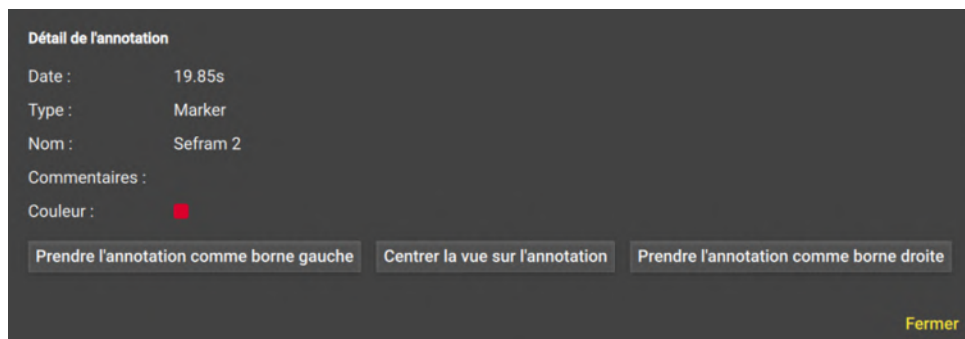 Détail de l'annotation
Date : 19.85s
Type : Marker
Nom : Sefram 2
Commentaires :
Couleur :
Prendre l'annotation comme borne gauche Centrer la vue sur l'annotation Prendre l'annotation comme borne droite
Fermer